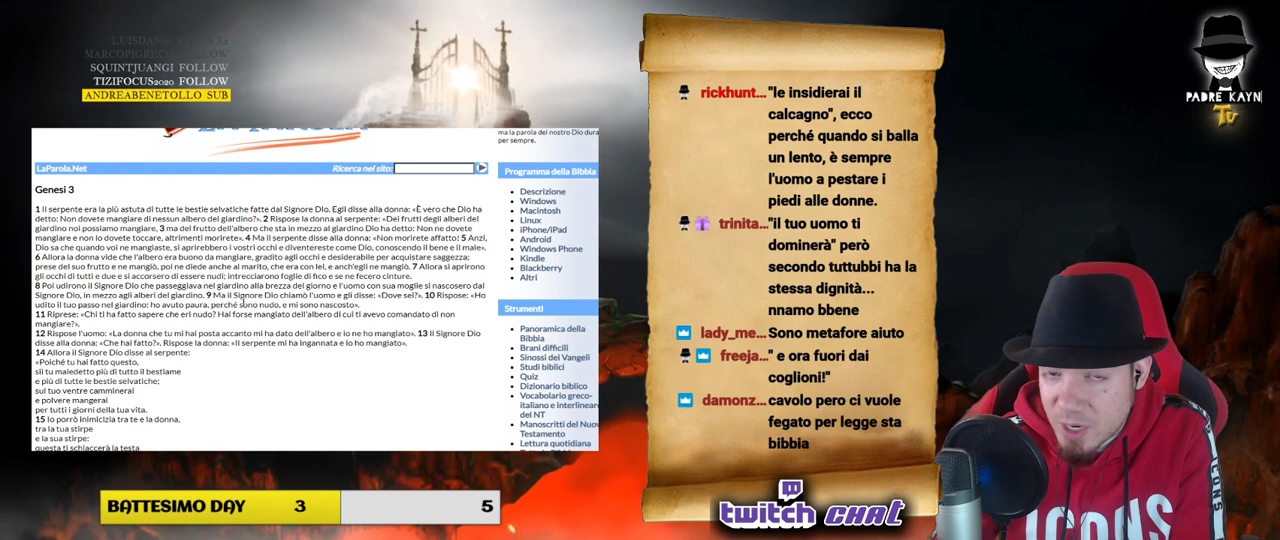 LUISDAN
MARCOPIGRECO FOLLOW
SQUINTJUANGI FOLLOW
TIZIFOCUS2020 FOLLOW
ANDREABENETOLLO SUB
ma la parola del nostro Dio dura
per sempre.
LaParola.Net
Ricerca nel sito:
Genesi 3
1 Il serpente era la più astuta di tutte le bestie selvatiche fatte dal Signore Dio. Egli disse alla donna: «È vero che Dio ha
detto: Non dovete mangiare di nessun albero del giardino?». 2 Rispose la donna al serpente: «Dei frutti degli alberi del
giardino noi possiamo mangiare, 3 ma del frutto dell'albero che sta in mezzo al giardino Dio ha detto: Non ne dovete
mangiare e non lo dovete toccare, altrimenti morirete». 4 Ma il serpente disse alla donna: «Non morirete affatto! 5 Anzi,
Dio sa che quando voi ne mangiaste, si aprirebbero i vostri occhi e diventereste come Dio, conoscendo il bene e il male».
6 Allora la donna vide che l'albero era buono da mangiare, gradito agli occhi e desiderabile per acquistare saggezza;
prese del suo frutto e ne mangiò, poi ne diede anche al marito, che era con lei, e anch'egli ne mangiò. 7 Allora si aprirono
gli occhi di tutti e due e si accorsero di essere nudi; intrecciarono foglie di fico e se ne fecero cinture.
8 Poi udirono il Signore Dio che passeggiava nel giardino alla brezza del giorno e l'uomo con sua moglie si nascosero dal
Signore Dio, in mezzo agli alberi del giardino. 9 Ma il Signore Dio chiamò l'uomo e gli disse: «Dove sei?». 10 Rispose: «Ho
udito il tuo passo nel giardino: ho avuto paura, perché sono nudo, e mi sono nascosto».
11 Riprese: «Chi ti ha fatto sapere che eri nudo? Hai forse mangiato dell'albero di cui ti avevo comandato di non
mangiare?».
12 Rispose l'uomo: «La donna che tu mi hai posta accanto mi ha dato dell'albero e io ne ho mangiato». 13 Il Signore Dio
disse alla donna: «Che hai fatto?». Rispose la donna: «Il serpente mi ha ingannata e io ho mangiato».
14 Allora il Signore Dio disse al serpente:
«Poiché tu hai fatto questo,
sii tu maledetto più di tutto il bestiame
e più di tutte le bestie selvatiche;
sul tuo ventre camminerai
e polvere mangerai
per tutti i giorni della tua vita.
15 Io porrò inimicizia tra te e la donna,
tra la tua stirpe
e la sua stirpe:
questa ti schiaccerà la testa
Programma della Bibbia
Descrizione
Windows
Macintosh
Linux
iPhone/iPad
Android
Windows Phone
Kindle
Blackberry
Altri
Strumenti
Panoramica della
Bibbia
Brani difficili
Sinossi dei Vangeli
Studi biblici
Quiz
Dizionario biblico
Vocabolario greco-
italiano e interlineare
del NT
Manoscritti del Nuov
Testamento
Lettura quotidiana
BATTESIMO DAY 3 5
rickhunt... "le insidierai il
calcagno", ecco
perché quando si balla
un lento, è sempre
l'uomo a pestare i
piedi alle donne.
trinita... "il tuo uomo ti
dominerà" però
secondo tuttubbi ha la
stessa dignità...
nnamo bbene
lady_me... Sono metafore aiuto
freeja... " e ora fuori dai
coglioni!"
damonz... cavolo pero ci vuole
fegato per legge sta
bibbia
twitch CHAT
PADRE KAYN
Tv
ICONS
ICONS